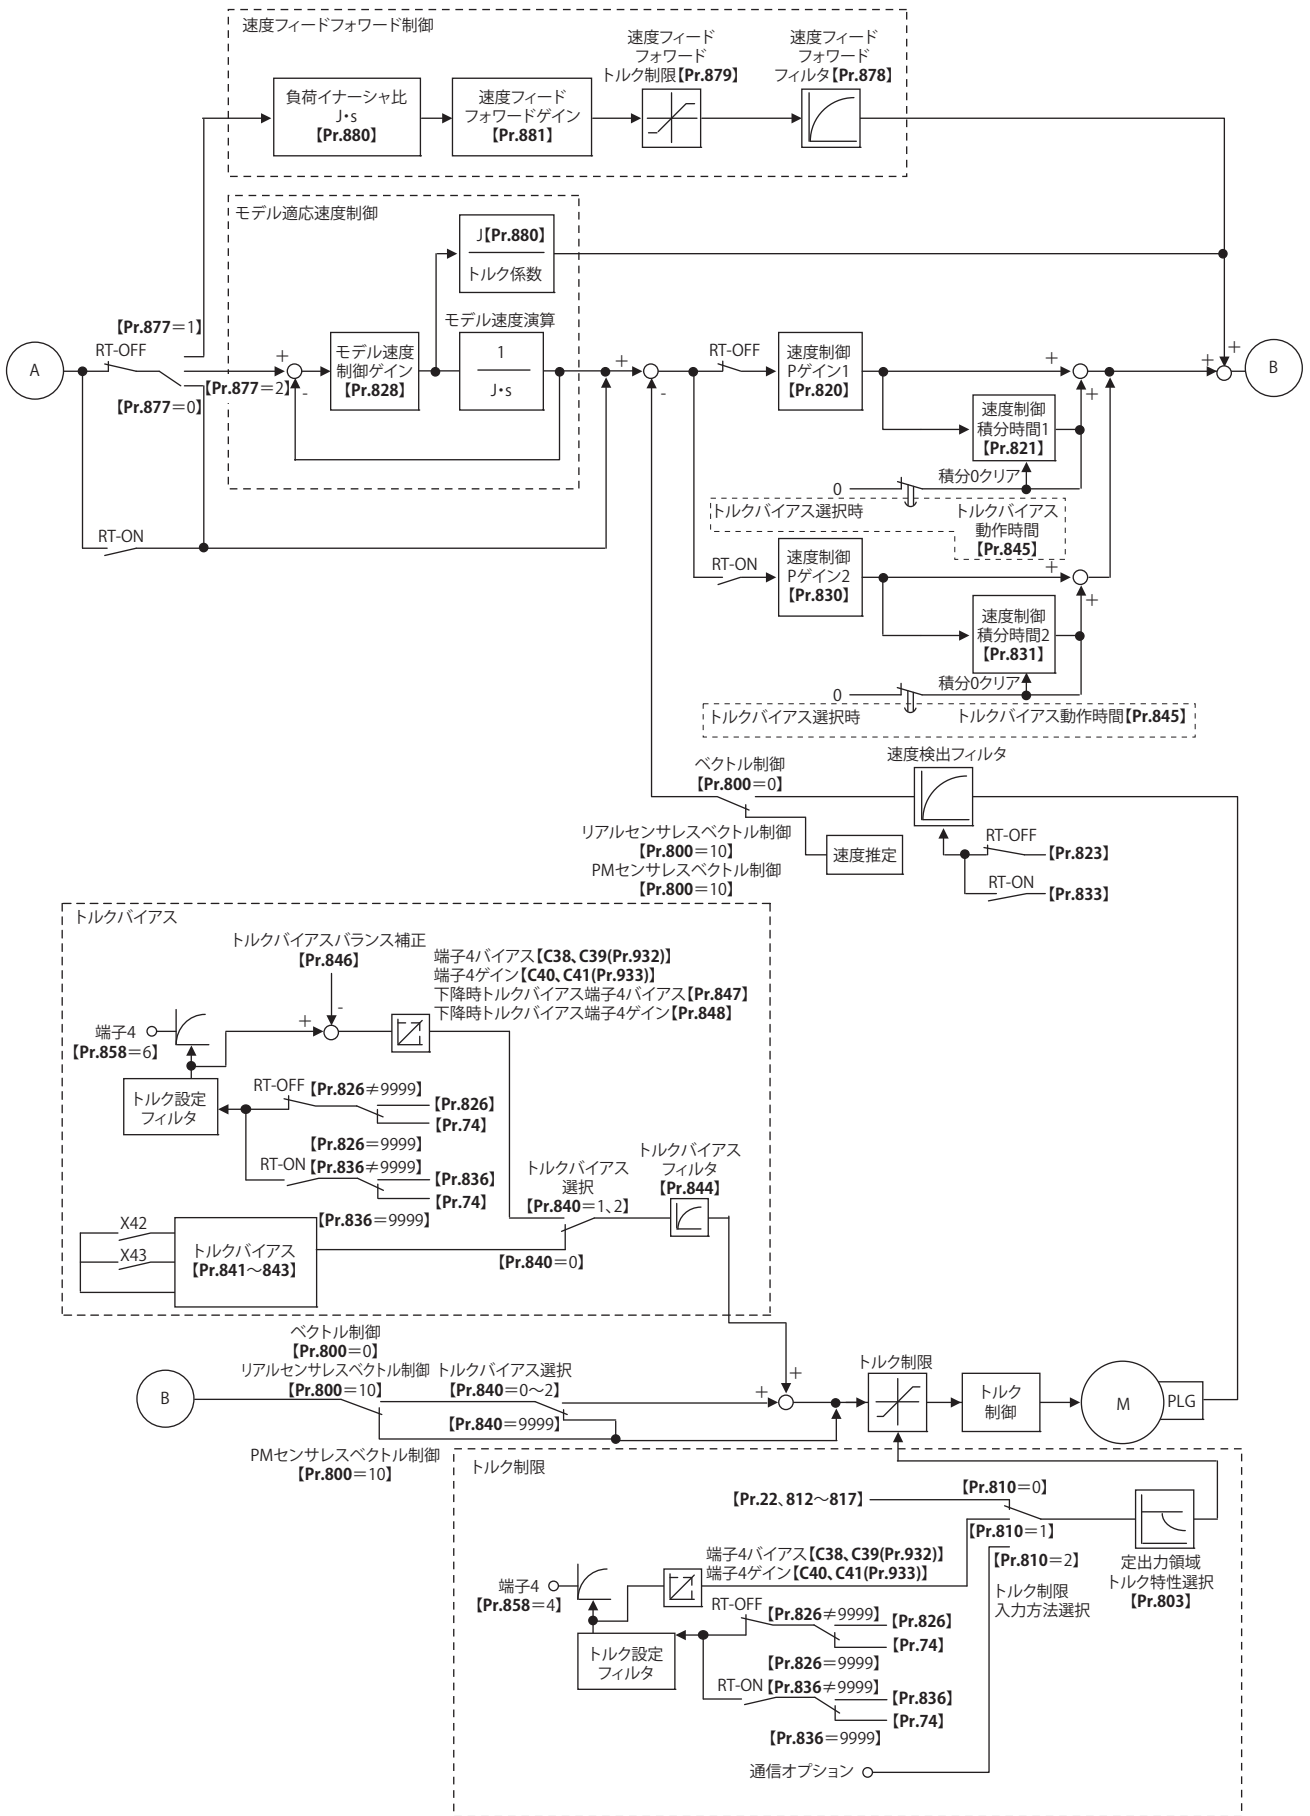 速度フィードフォワード制御
速度フィード
フォワード
トルク制限【Pr.879】
速度フィード
フォワード
フィルタ【Pr.878】
負荷イナーシャ比
J・s
【Pr.880】
速度フィード
フォワードゲイン
【Pr.881】
モデル適応速度制御
J【Pr.880】
トルク係数
モデル速度演算
【Pr.877＝1】
RT-OFF
A
【Pr.877＝2】
【Pr.877＝0】
+
-
モデル速度
制御ゲイン
【Pr.828】
1
J・s
+
-
RT-OFF
速度制御
Pゲイン1
【Pr.820】
+
+
速度制御
積分時間1
【Pr.821】
+
+
B
積分0クリア
0
トルクバイアス選択時
トルクバイアス
動作時間
【Pr.845】
RT-ON
RT-ON
速度制御
Pゲイン2
【Pr.830】
+
+
速度制御
積分時間2
【Pr.831】
積分0クリア
0
トルクバイアス選択時
トルクバイアス動作時間【Pr.845】
ベクトル制御
【Pr.800＝0】
速度検出フィルタ
リアルセンサレスベクトル制御
【Pr.800＝10】
PMセンサレスベクトル制御
【Pr.800＝10】
速度推定
RT-OFF
【Pr.823】
RT-ON
【Pr.833】
トルクバイアス
トルクバイアスバランス補正
【Pr.846】
端子4バイアス【C38、C39(Pr.932)】
端子4ゲイン【C40、C41(Pr.933)】
下降時トルクバイアス端子4バイアス【Pr.847】
下降時トルクバイアス端子4ゲイン【Pr.848】
-
+
端子4
【Pr.858＝6】
トルク設定
フィルタ
RT-OFF
【Pr.826≠9999】
【Pr.826】
【Pr.74】
【Pr.826＝9999】
RT-ON
【Pr.836≠9999】
【Pr.836】
【Pr.74】
【Pr.836＝9999】
トルクバイアス
選択
【Pr.840＝1、2】
トルクバイアス
フィルタ
【Pr.844】
X42
X43
トルクバイアス
【Pr.841～843】
【Pr.840＝0】
ベクトル制御
【Pr.800＝0】
リアルセンサレスベクトル制御
【Pr.800＝10】
トルクバイアス選択
【Pr.840＝0～2】
B
【Pr.840＝9999】
PMセンサレスベクトル制御
【Pr.800＝10】
+
+
トルク制限
トルク
制御
M
PLG
トルク制限
【Pr.22、812～817】
【Pr.810＝0】
【Pr.810＝1】
【Pr.810＝2】
トルク制限
入力方法選択
定出力領域
トルク特性選択
【Pr.803】
端子4バイアス【C38、C39(Pr.932)】
端子4ゲイン【C40、C41(Pr.933)】
端子4
【Pr.858＝4】
トルク設定
フィルタ
RT-OFF
【Pr.826≠9999】
【Pr.826】
【Pr.74】
【Pr.826＝9999】
RT-ON
【Pr.836≠9999】
【Pr.836】
【Pr.74】
【Pr.836＝9999】
通信オプション